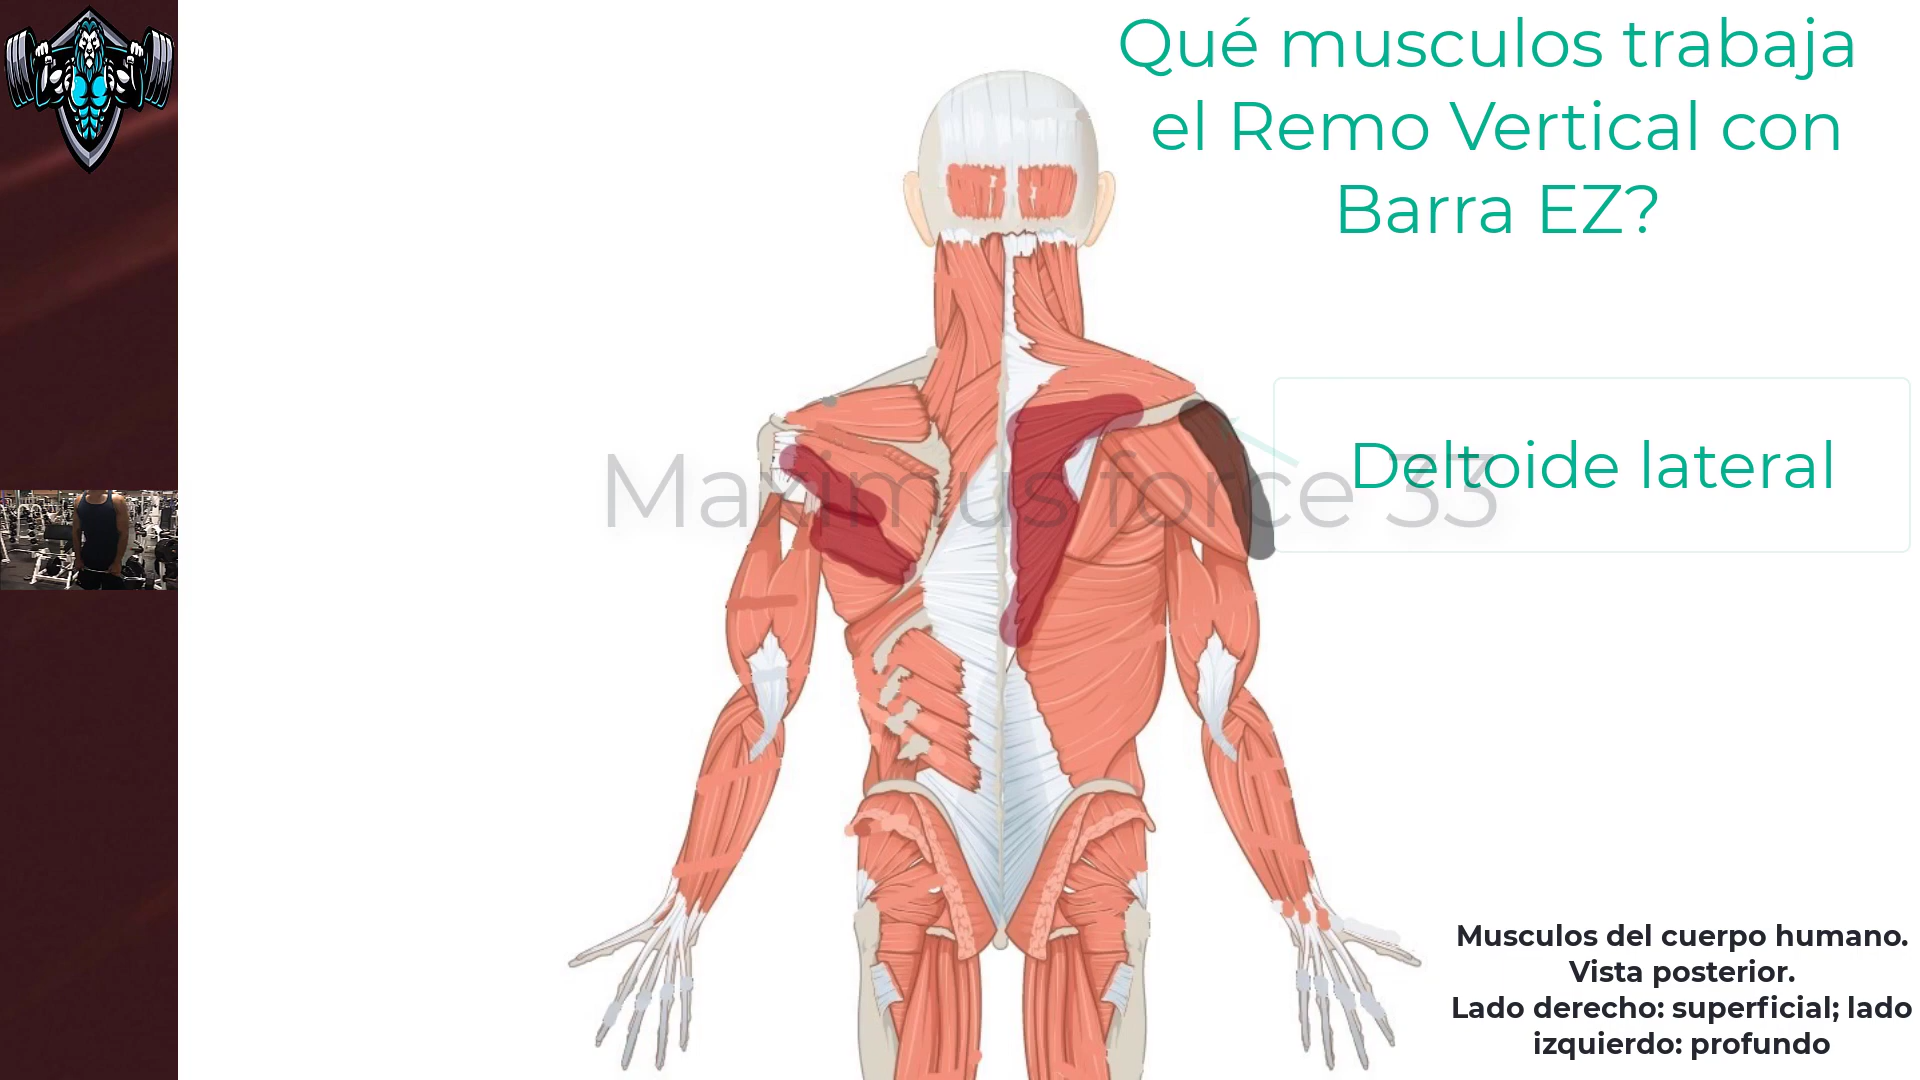 Qué musculos trabaja
el Remo Vertical con
Barra EZ?
Deltoide lateral
Maximus force 33
Musculos del cuerpo humano.
Vista posterior.
Lado derecho: superficial; lado
izquierdo: profundo